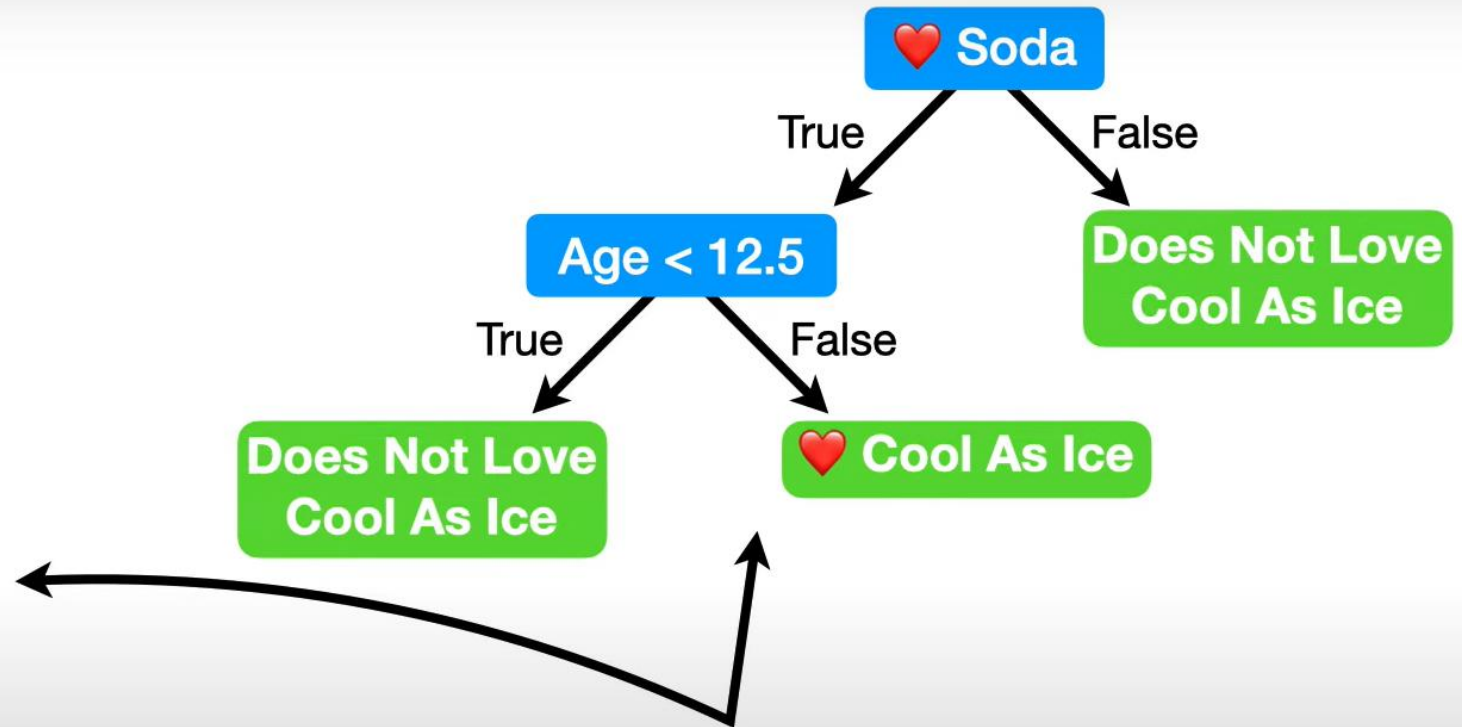 ❤️ Soda
True
False
Age < 12.5
Does Not Love
Cool As Ice
True
False
Does Not Love
Cool As Ice
❤️ Cool As Ice